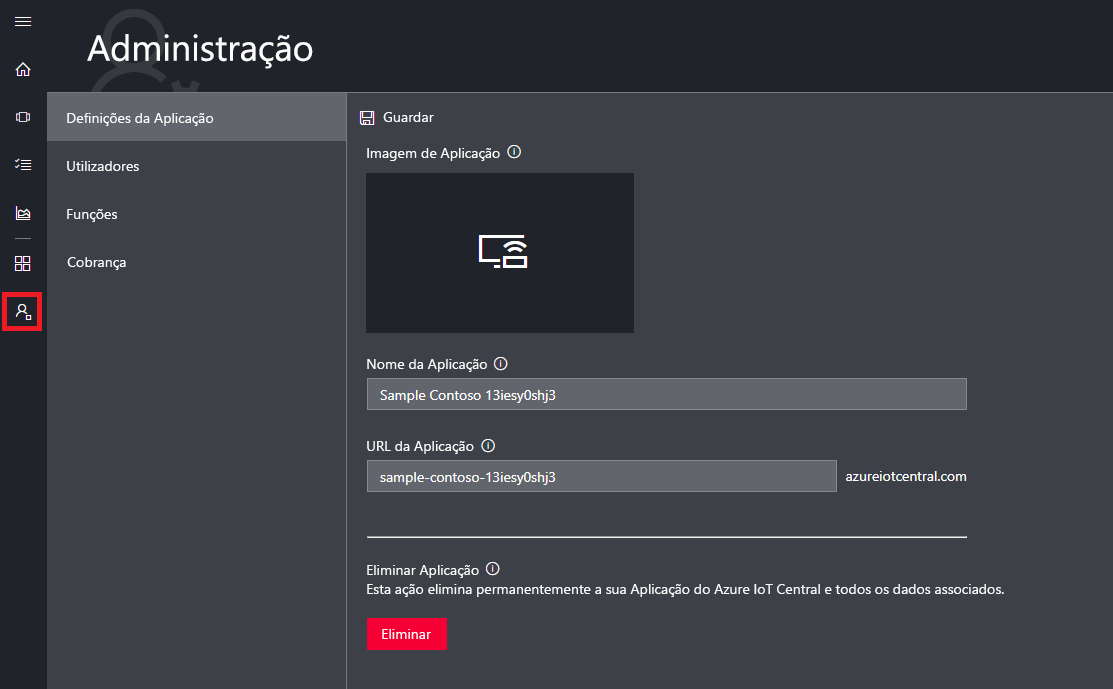 Administração
Definições da Aplicação
Utilizadores
Funções
Cobrança
Guardar
Imagem de Aplicação
Nome da Aplicação
Sample Contoso 13iesy0shj3
URL da Aplicação
sample-contoso-13iesy0shj3 azureiotcentral.com
Eliminar Aplicação
Esta ação elimina permanentemente a sua Aplicação do Azure IoT Central e todos os dados associados.
Eliminar